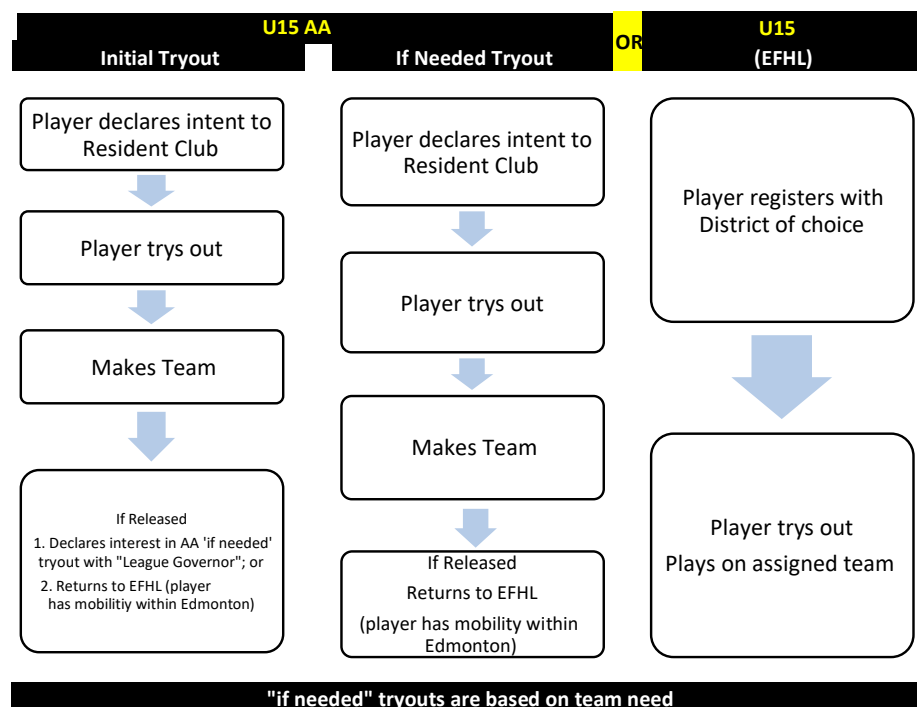 U15 AA
Initial Tryout
If Needed Tryout
OR
U15
(EFHL)
Player declares intent to
Resident Club
Player trys out
Makes Team
If Released
1. Declares interest in AA 'if needed'
tryout with "League Governor"; or
2. Returns to EFHL (player
has mobilitiy within Edmonton)
Player declares intent to
Resident Club
Player trys out
Makes Team
If Released
Returns to EFHL
(player has mobility within
Edmonton)
Player registers with
District of choice
Player trys out
Plays on assigned team
"if needed" tryouts are based on team need